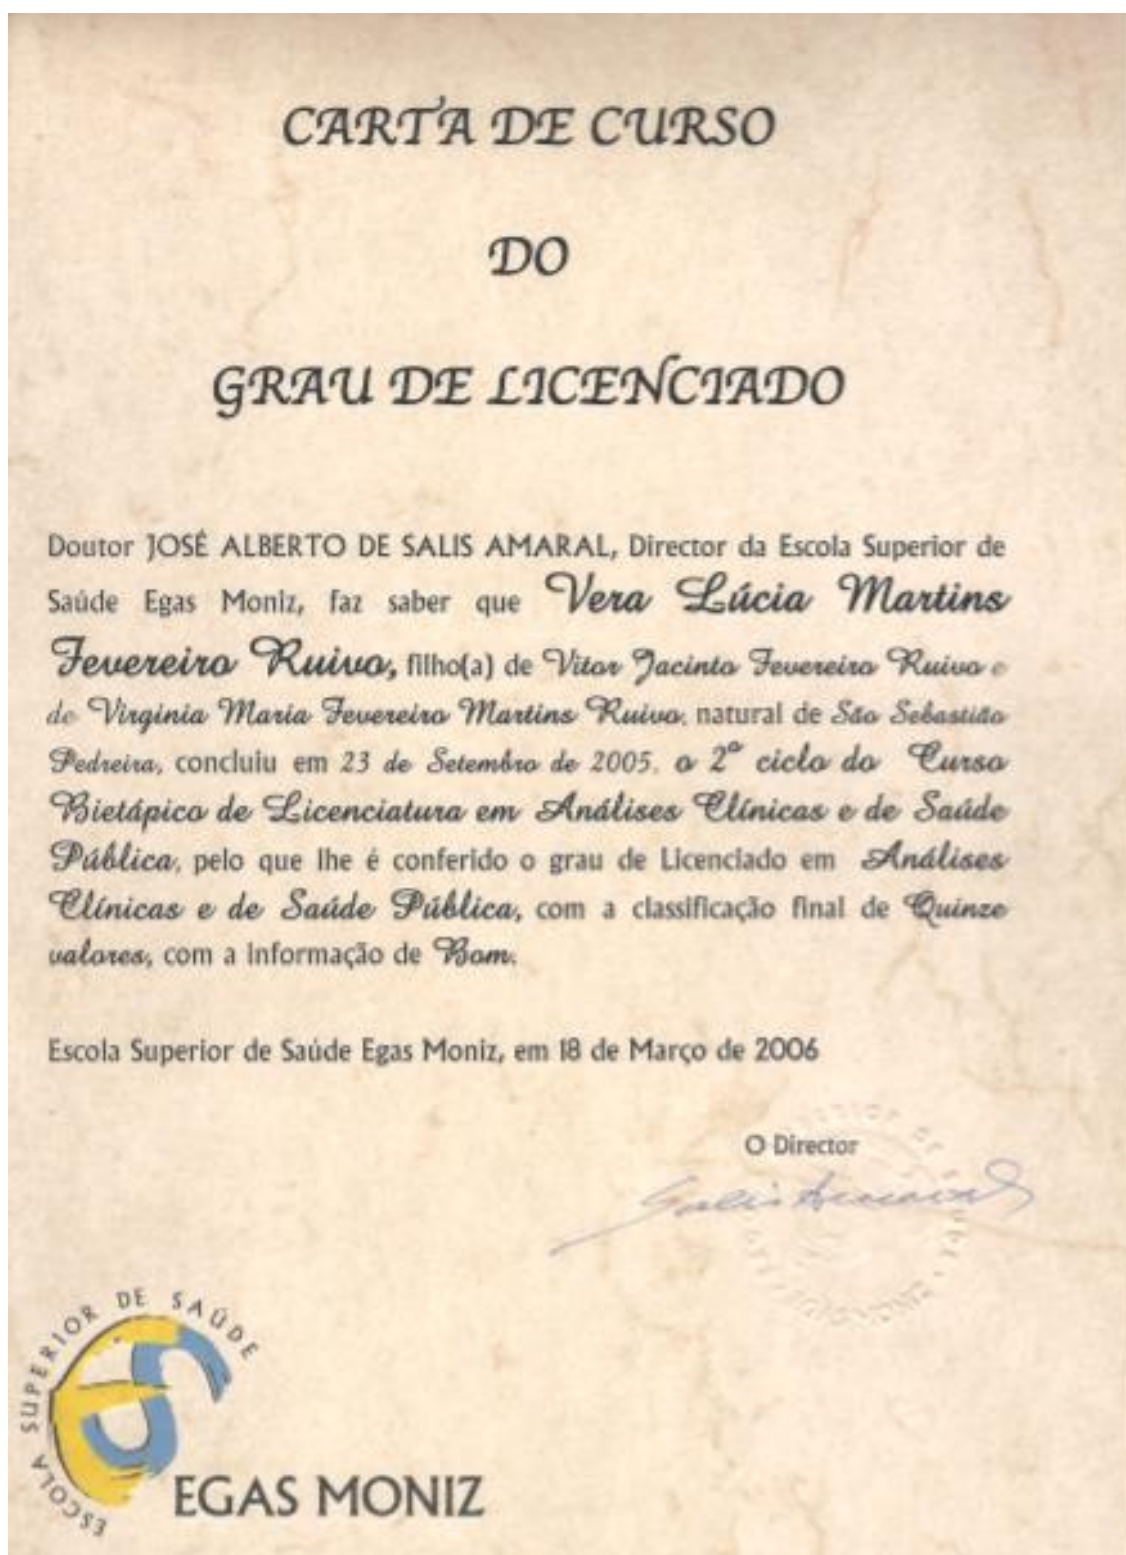 CARTA DE CURSO
DO
GRAU DE LICENCIADO
Doutor JOSÉ ALBERTO DE SALIS AMARAL, Director da Escola Superior de
Saúde Egas Moniz, faz saber que Vera Lúcia Martins
Fevereiro Ruivo, filho(a) de Vitor Jacinto Fevereiro Ruivo e
de Virginia Maria Fevereiro Martins Ruivo, natural de São Sebastião
Pedreira, concluiu em 23 de Setembro de 2005, o 2º ciclo do Curso
Bietápico de Licenciatura em Análises Clínicas e de Saúde
Pública, pelo que lhe é conferido o grau de Licenciado em Análises
Clínicas e de Saúde Pública, com a classificação final de Quinze
valores, com a informação de Bom.
Escola Superior de Saúde Egas Moniz, em 18 de Março de 2006
O Director
Salis Amaral
ESCOLA SUPERIOR DE SAÚDE
EGAS MONIZ